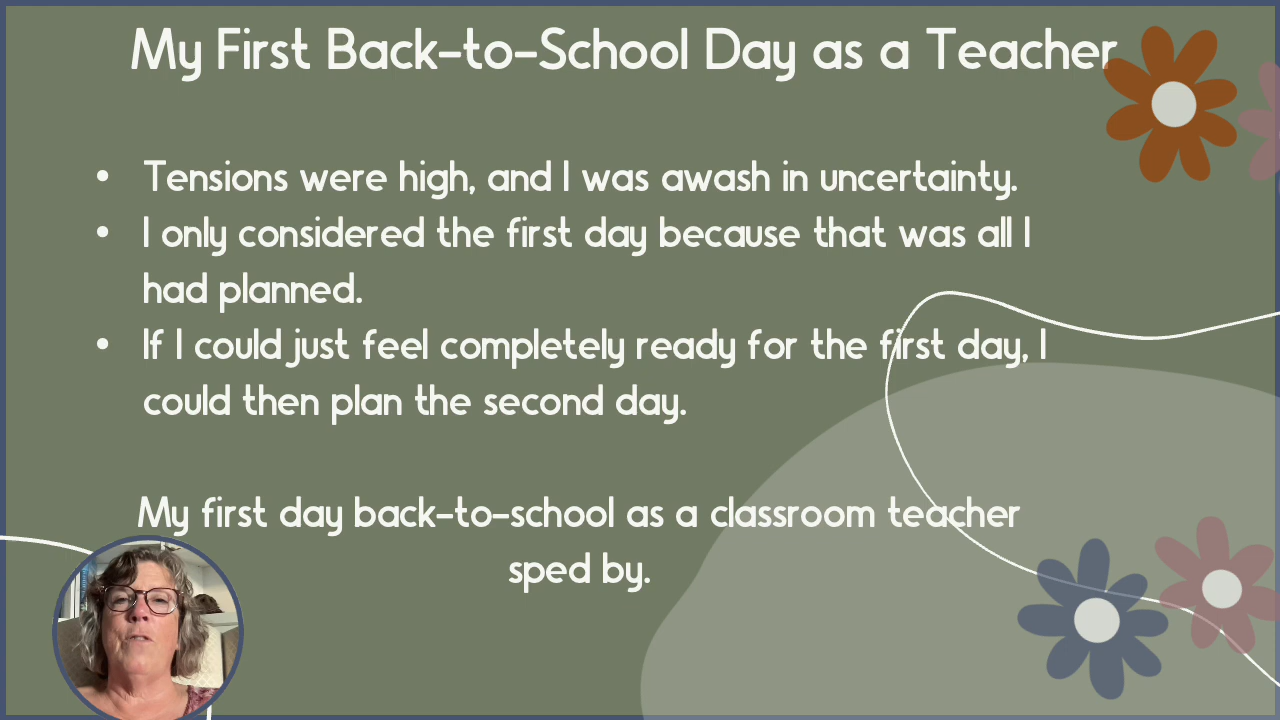 My First Back-to-School Day as a Teacher
• Tensions were high, and I was awash in uncertainty.
• I only considered the first day because that was all I
had planned.
• If I could just feel completely ready for the first day, I
could then plan the second day.
My first day back-to-school as a classroom teacher
sped by.